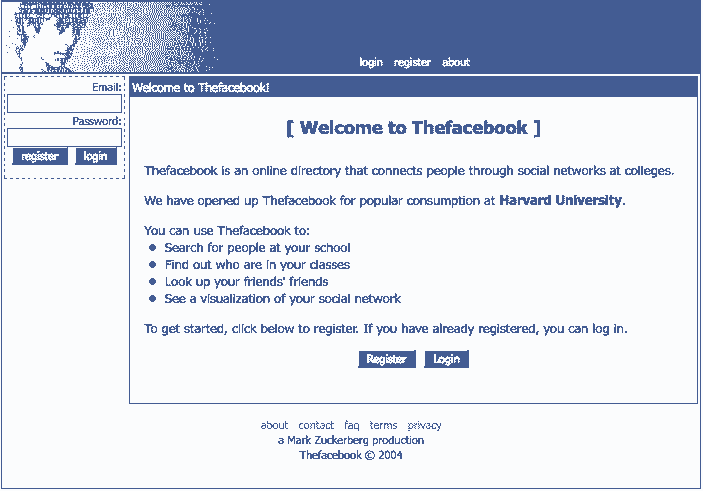 login register about
Email:
Password:
register login
Welcome to Thefacebook!
[ Welcome to Thefacebook ]
Thefacebook is an online directory that connects people through social networks at colleges.
We have opened up Thefacebook for popular consumption at Harvard University.
You can use Thefacebook to:
• Search for people at your school
• Find out who are in your classes
• Look up your friends' friends
• See a visualization of your social network
To get started, click below to register. If you have already registered, you can log in.
Register Login
about contact faq terms privacy
a Mark Zuckerberg production
Thefacebook © 2004